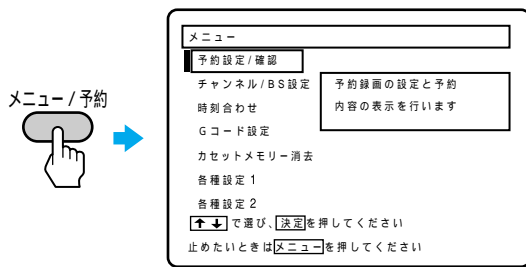 メニュー / 予約
メニュー
予約設定/確認
チャンネル/BS設定
時刻合わせ
Gコード設定
カセットメモリー消去
各種設定1
各種設定2
予約録画の設定と予約
内容の表示を行います
↑↓で選び、決定を押してください
止めたいときはメニューを押してください